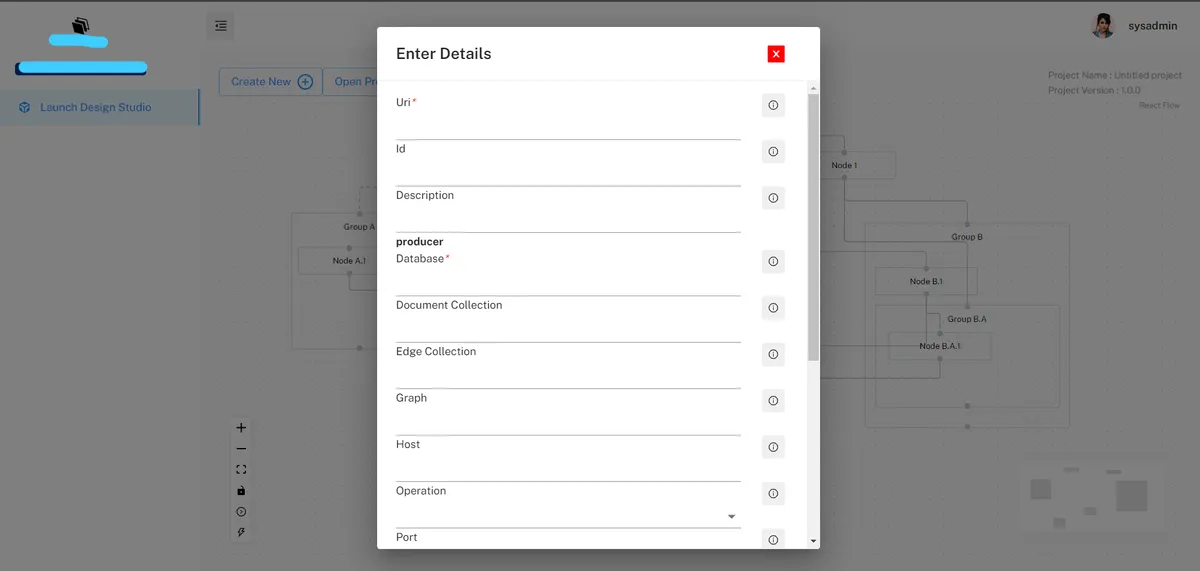 sysadmin
Enter Details
X
Create New
Open Pr
Project Name : Untitled project
Project Version : 1.0.0
React Flow
Launch Design Studio
Uri*
Id
Description
producer
Database*
Document Collection
Edge Collection
Graph
Host
Operation
Port
Group A
Node A.1
Node 1
Group B
Node B.1
Group B.A
Node B.A.1